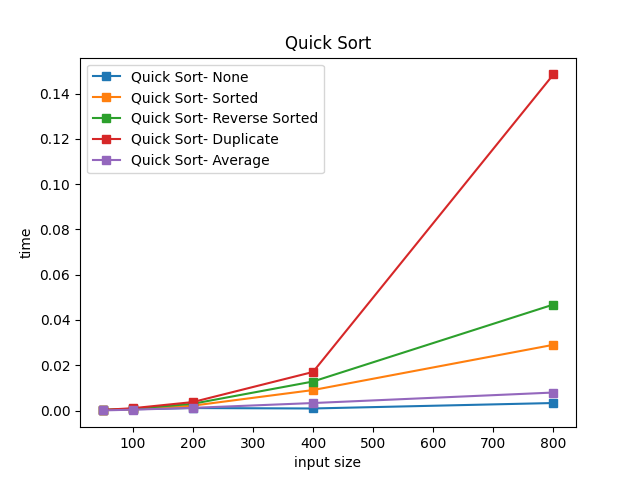 Quick Sort
Quick Sort- None
Quick Sort- Sorted
Quick Sort- Reverse Sorted
Quick Sort- Duplicate
Quick Sort- Average
time
0.14
0.12
0.10
0.08
0.06
0.04
0.02
0.00
100 200 300 400 500 600 700 800
input size